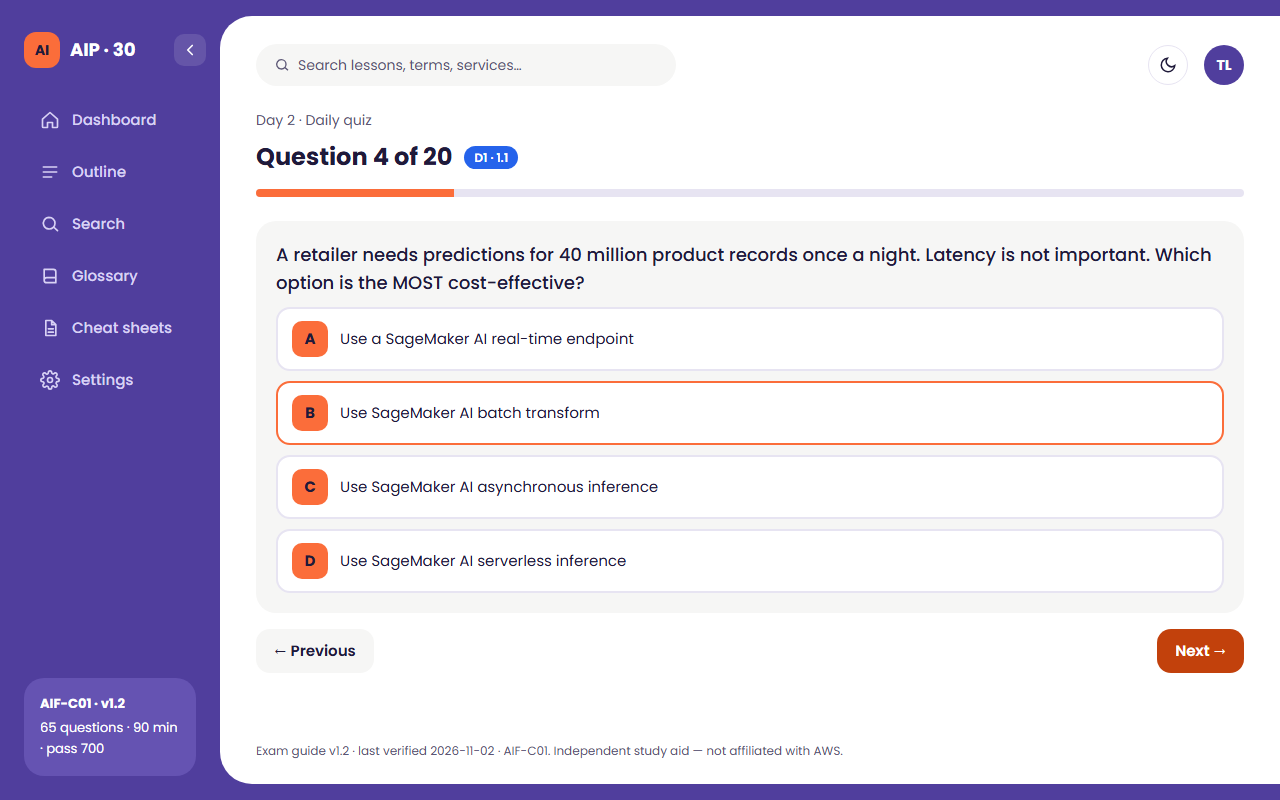 AI
AIP · 30
Dashboard
Outline
Search
Glossary
Cheat sheets
Settings
AIF-C01 · v1.2
65 questions · 90 min
· pass 700
Search lessons, terms, services…
TL
Day 2 · Daily quiz
Question 4 of 20
D1 · 1.1
A retailer needs predictions for 40 million product records once a night. Latency is not important. Which
option is the MOST cost-effective?
A
Use a SageMaker AI real-time endpoint
B
Use SageMaker AI batch transform
C
Use SageMaker AI asynchronous inference
D
Use SageMaker AI serverless inference
← Previous
Next →
Exam guide v1.2 · last verified 2026-11-02 · AIF-C01. Independent study aid — not affiliated with AWS.